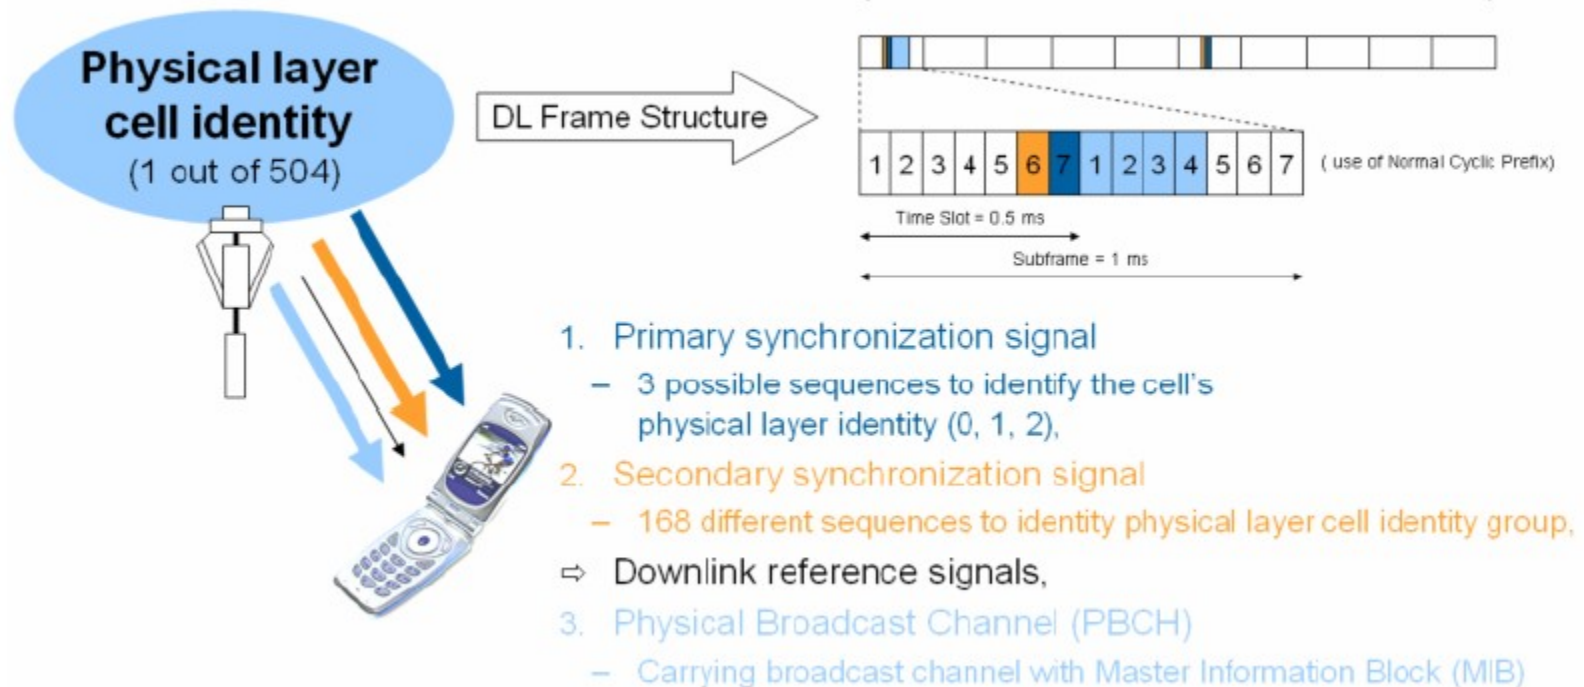 Physical layer
cell identity
(1 out of 504)
DL Frame Structure
1 2 3 4 5 6 7 1 2 3 4 5 6 7
( use of Normal Cyclic Prefix)
Time Slot = 0.5 ms
Subframe = 1 ms
1. Primary synchronization signal
– 3 possible sequences to identify the cell's
physical layer identity (0, 1, 2),
2. Secondary synchronization signal
– 168 different sequences to identity physical layer cell identity group,
⇨ Downlink reference signals,
3. Physical Broadcast Channel (PBCH)
– Carrying broadcast channel with Master Information Block (MIB)